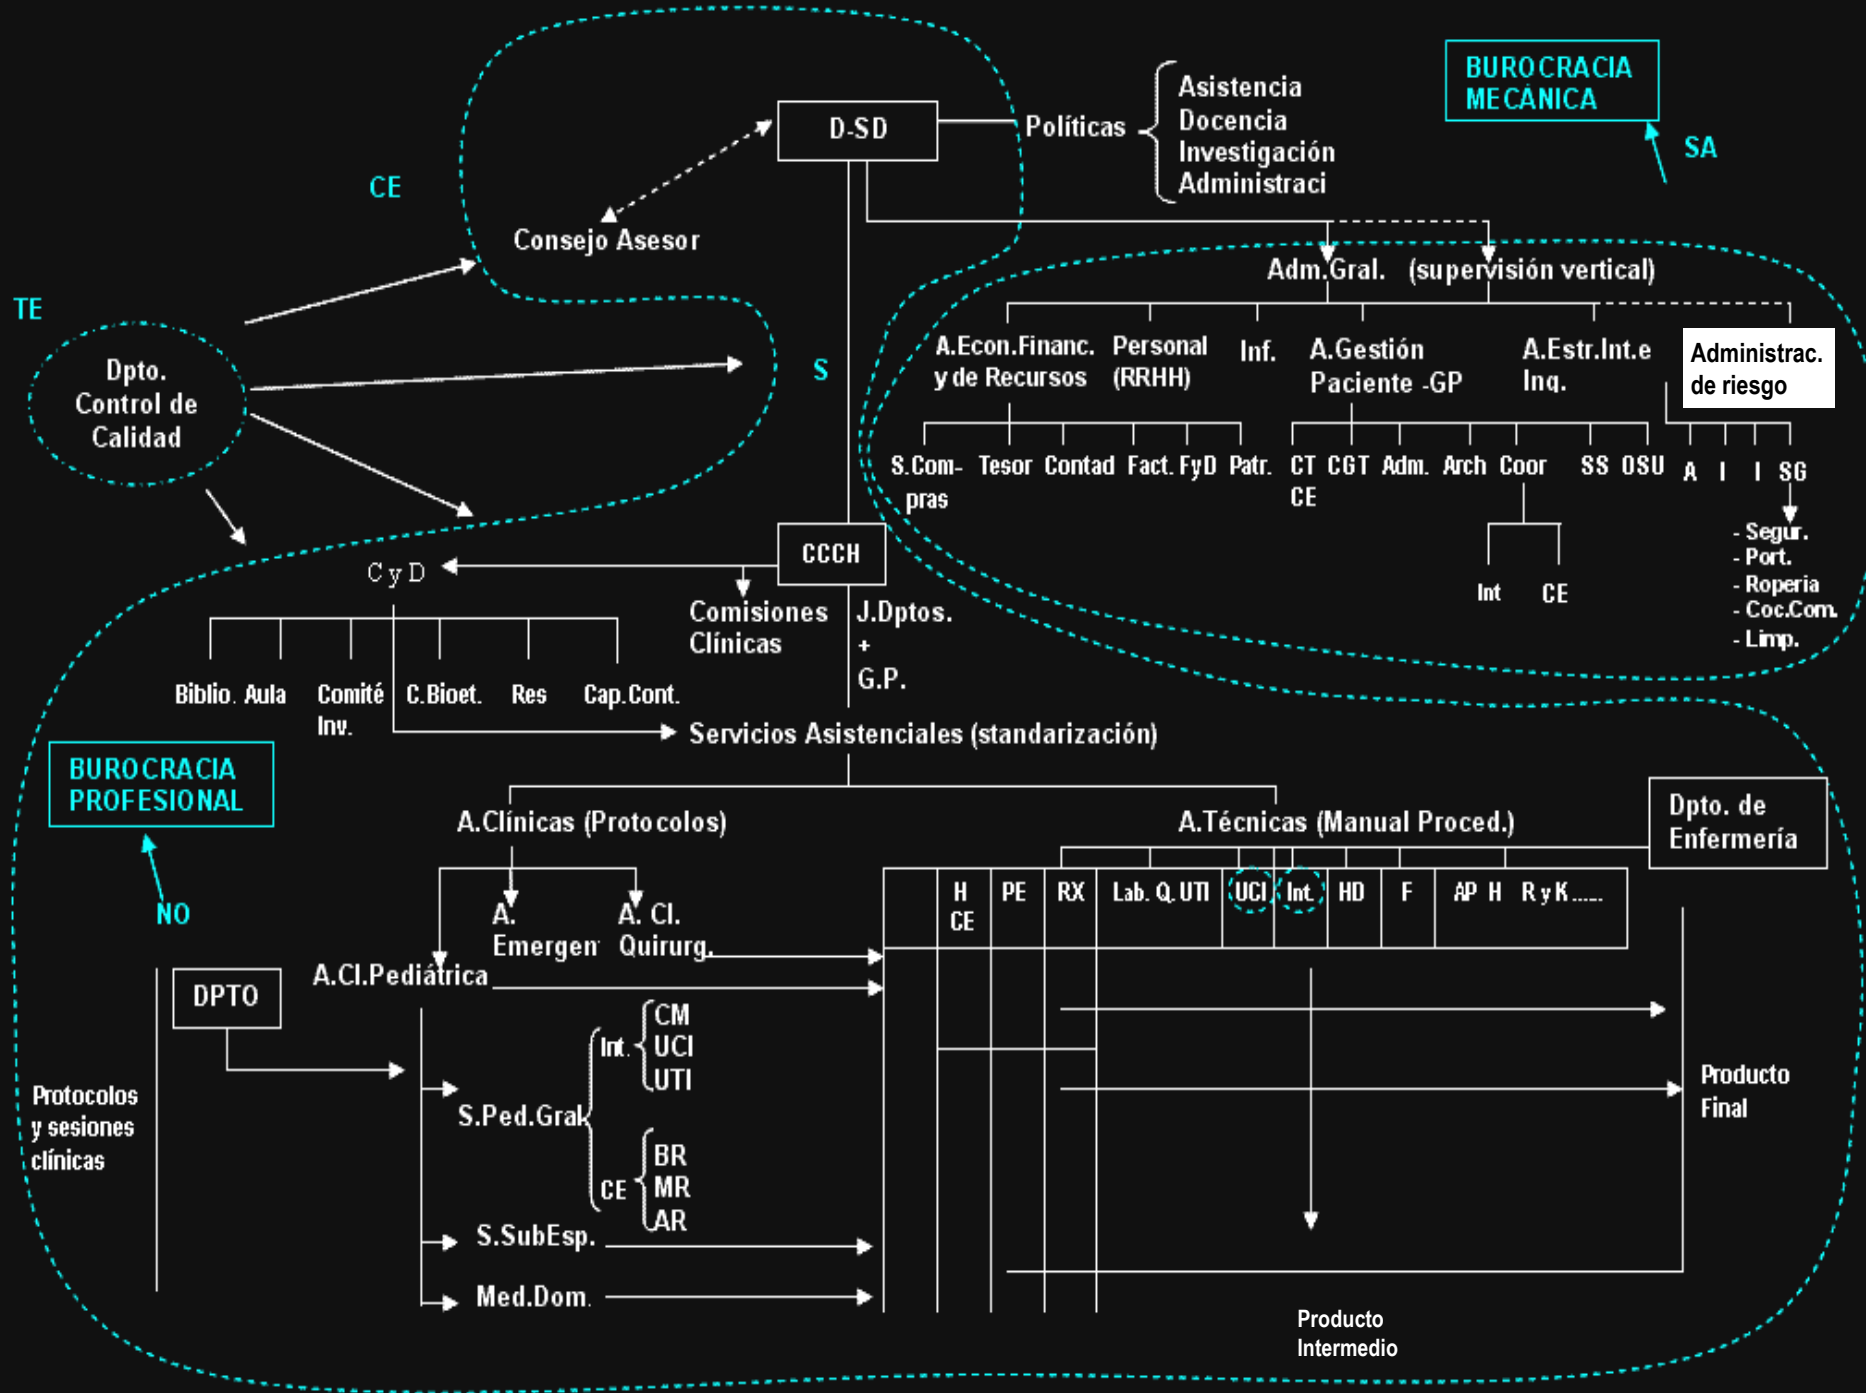 BUROCRACIA
MECÁNICA
SA
D-SD
Políticas
Asistencia
Docencia
Investigación
Administraci
CE
Consejo Asesor
Adm.Gral. (supervisión vertical)
TE
Dpto.
Control de
Calidad
S
A.Econ.Financ.
y de Recursos
Personal
(RRHH)
Inf.
A.Gestión
Paciente -GP
A.Estr.Int.e
Inq.
Administrac.
de riesgo
S.Com-
pras
Tesor
Contad
Fact.
FyD
Patr.
CT
CE
CGT
Adm.
Arch
Coor
SS
OSU
A
I
I
SG
Int
CE
- Segur.
- Port.
- Roperia
- Coc.Com.
- Limp.
CCCH
C y D
Comisiones
Clínicas
J.Dptos.
+
G.P.
Biblio.
Aula
Comité
Inv.
C.Bioet.
Res
Cap.Cont.
Servicios Asistenciales (standarización)
BUROCRACIA
PROFESIONAL
NO
A.Clínicas (Protocolos)
A.Técnicas (Manual Proced.)
Dpto. de
Enfermería
A.
Emergen
A. Cl.
Quirurg.
A.Cl.Pediátrica
H
CE
PE
RX
Lab. Q. UTI
UCI
Int.
HD
F
AP H R y K......
DPTO
Protocolos
y sesiones
clínicas
S.Ped.Gral
Int.
CM
UCI
UTI
CE
BR
MR
AR
S.SubEsp.
Med.Dom.
Producto
Final
Producto
Intermedio